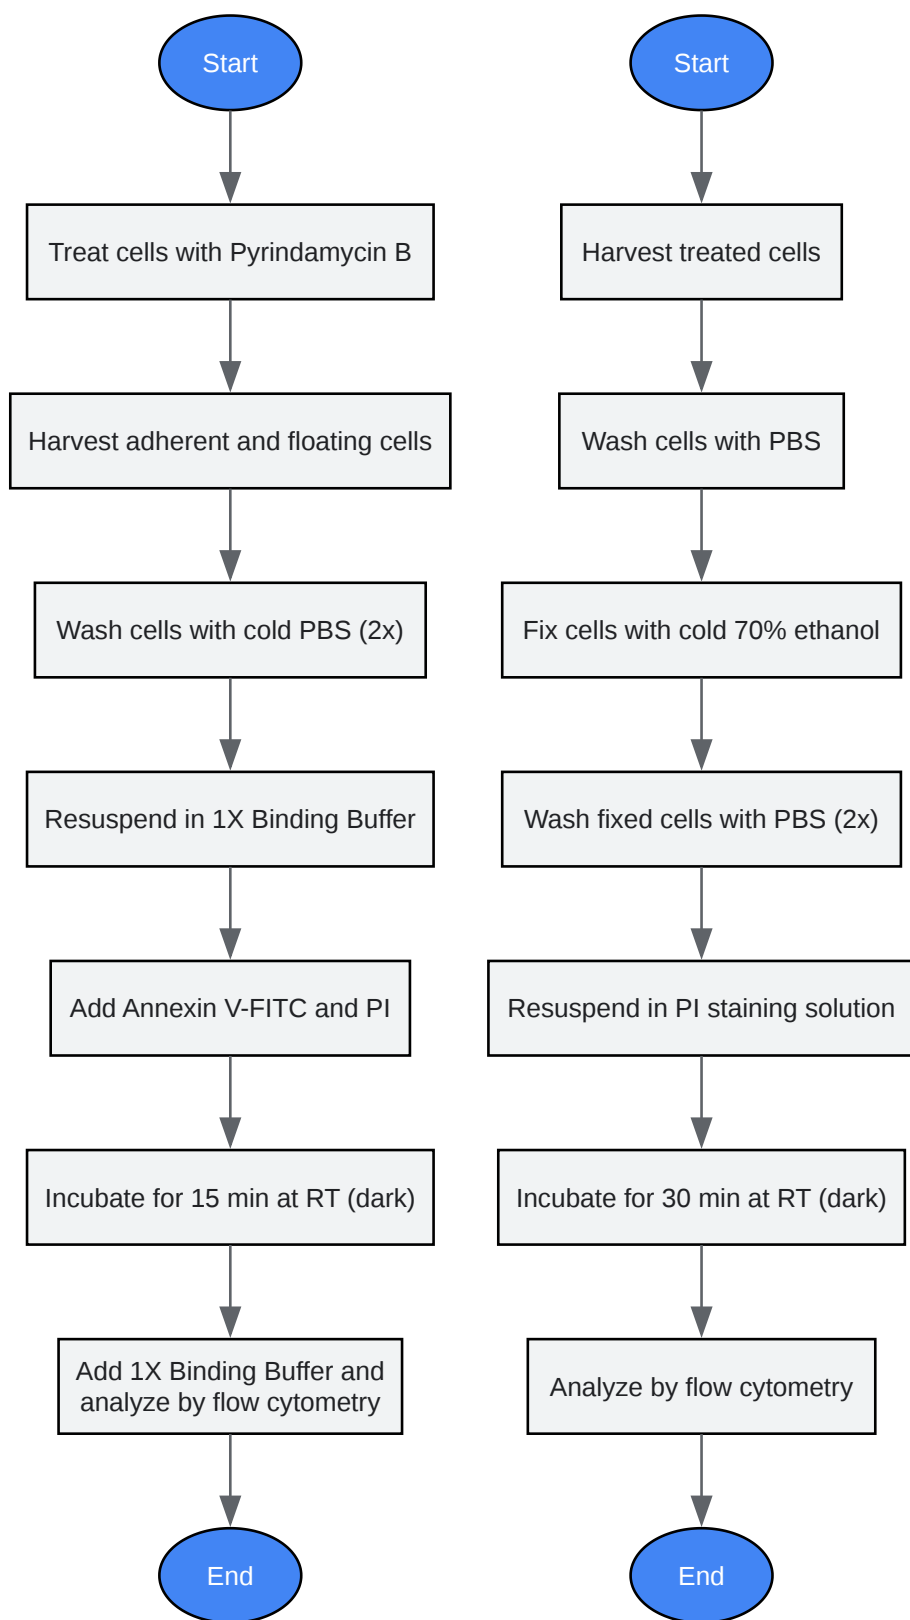 Start
Treat cells with Pyrindamycin B
Harvest adherent and floating cells
Wash cells with cold PBS (2x)
Resuspend in 1X Binding Buffer
Add Annexin V-FITC and PI
Incubate for 15 min at RT (dark)
Add 1X Binding Buffer and
analyze by flow cytometry
End
Start
Harvest treated cells
Wash cells with PBS
Fix cells with cold 70% ethanol
Wash fixed cells with PBS (2x)
Resuspend in PI staining solution
Incubate for 30 min at RT (dark)
Analyze by flow cytometry
End